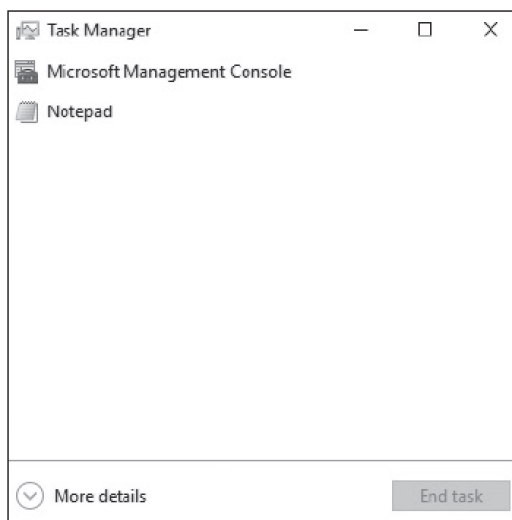 Task Manager
Microsoft Management Console
Notepad
More details
End task